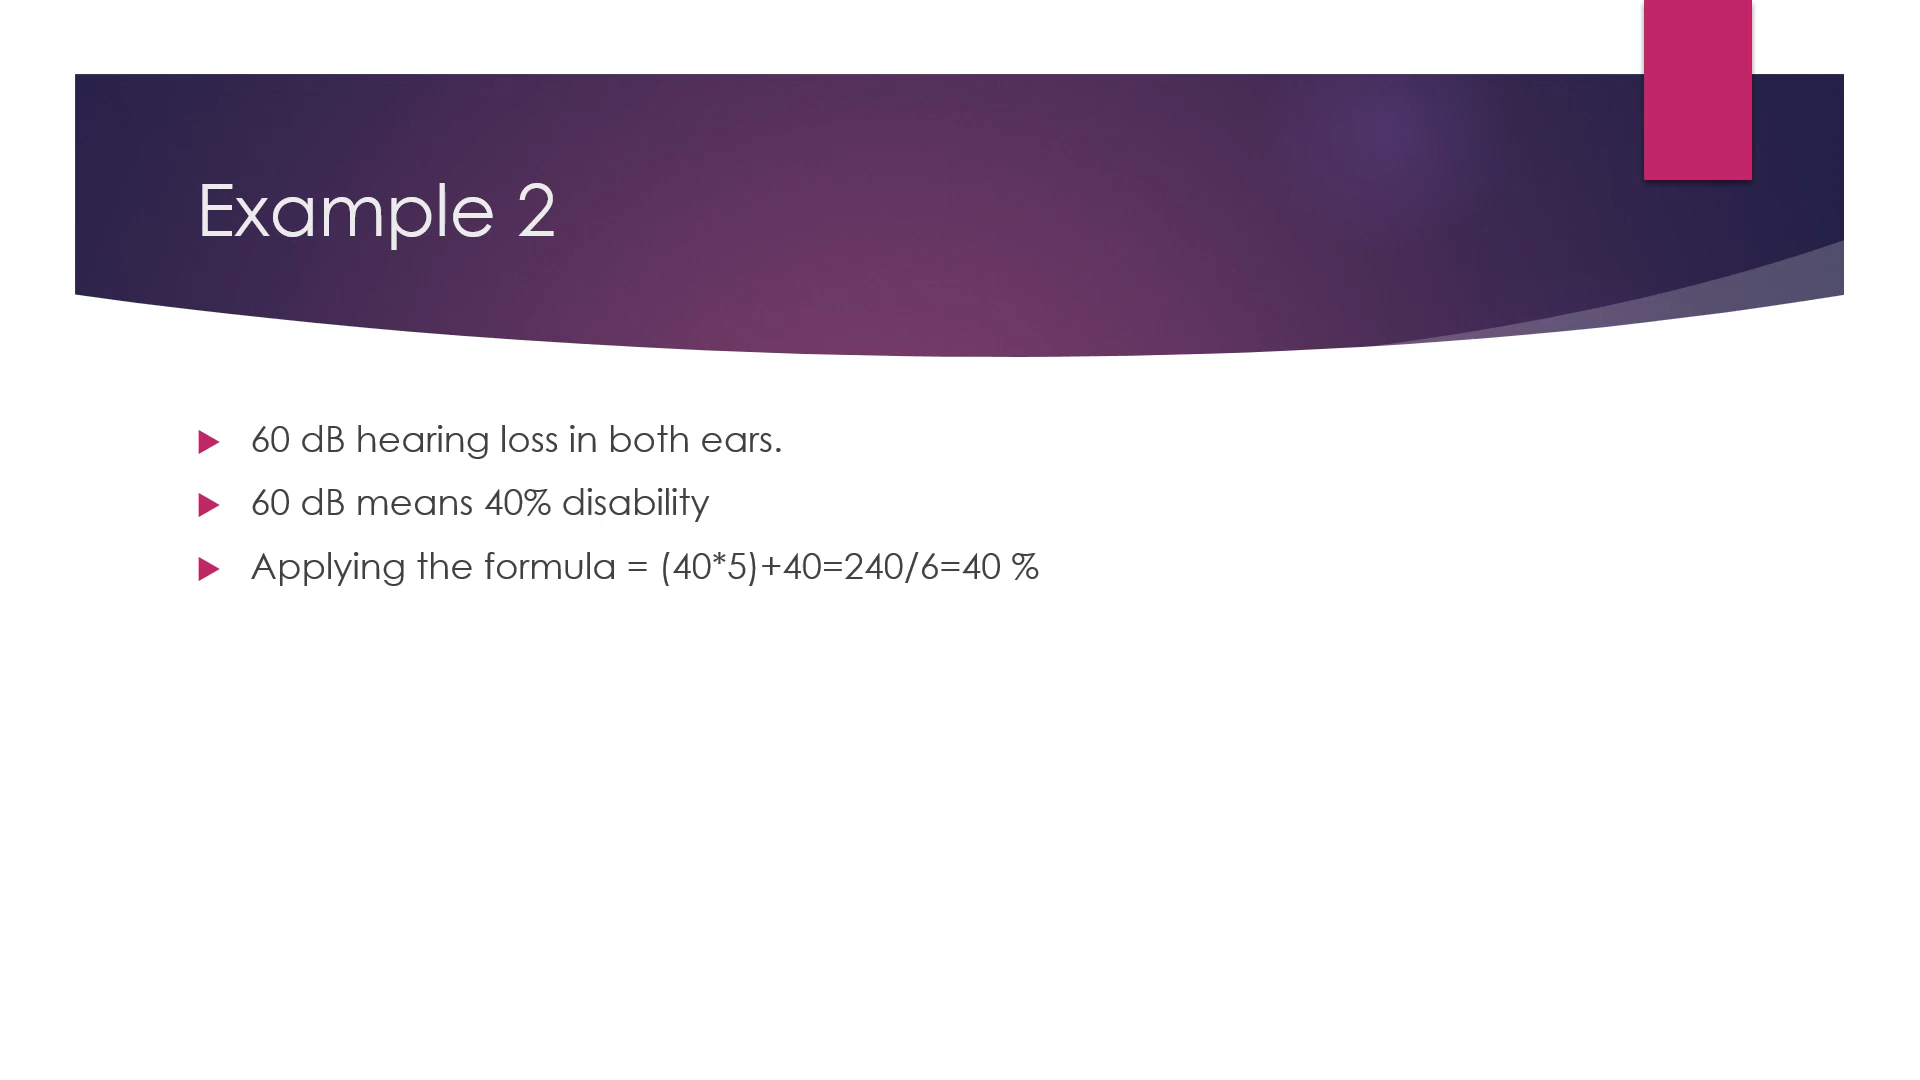 Example 2
60 dB hearing loss in both ears.
60 dB means 40% disability
Applying the formula = (40*5)+40=240/6=40 %